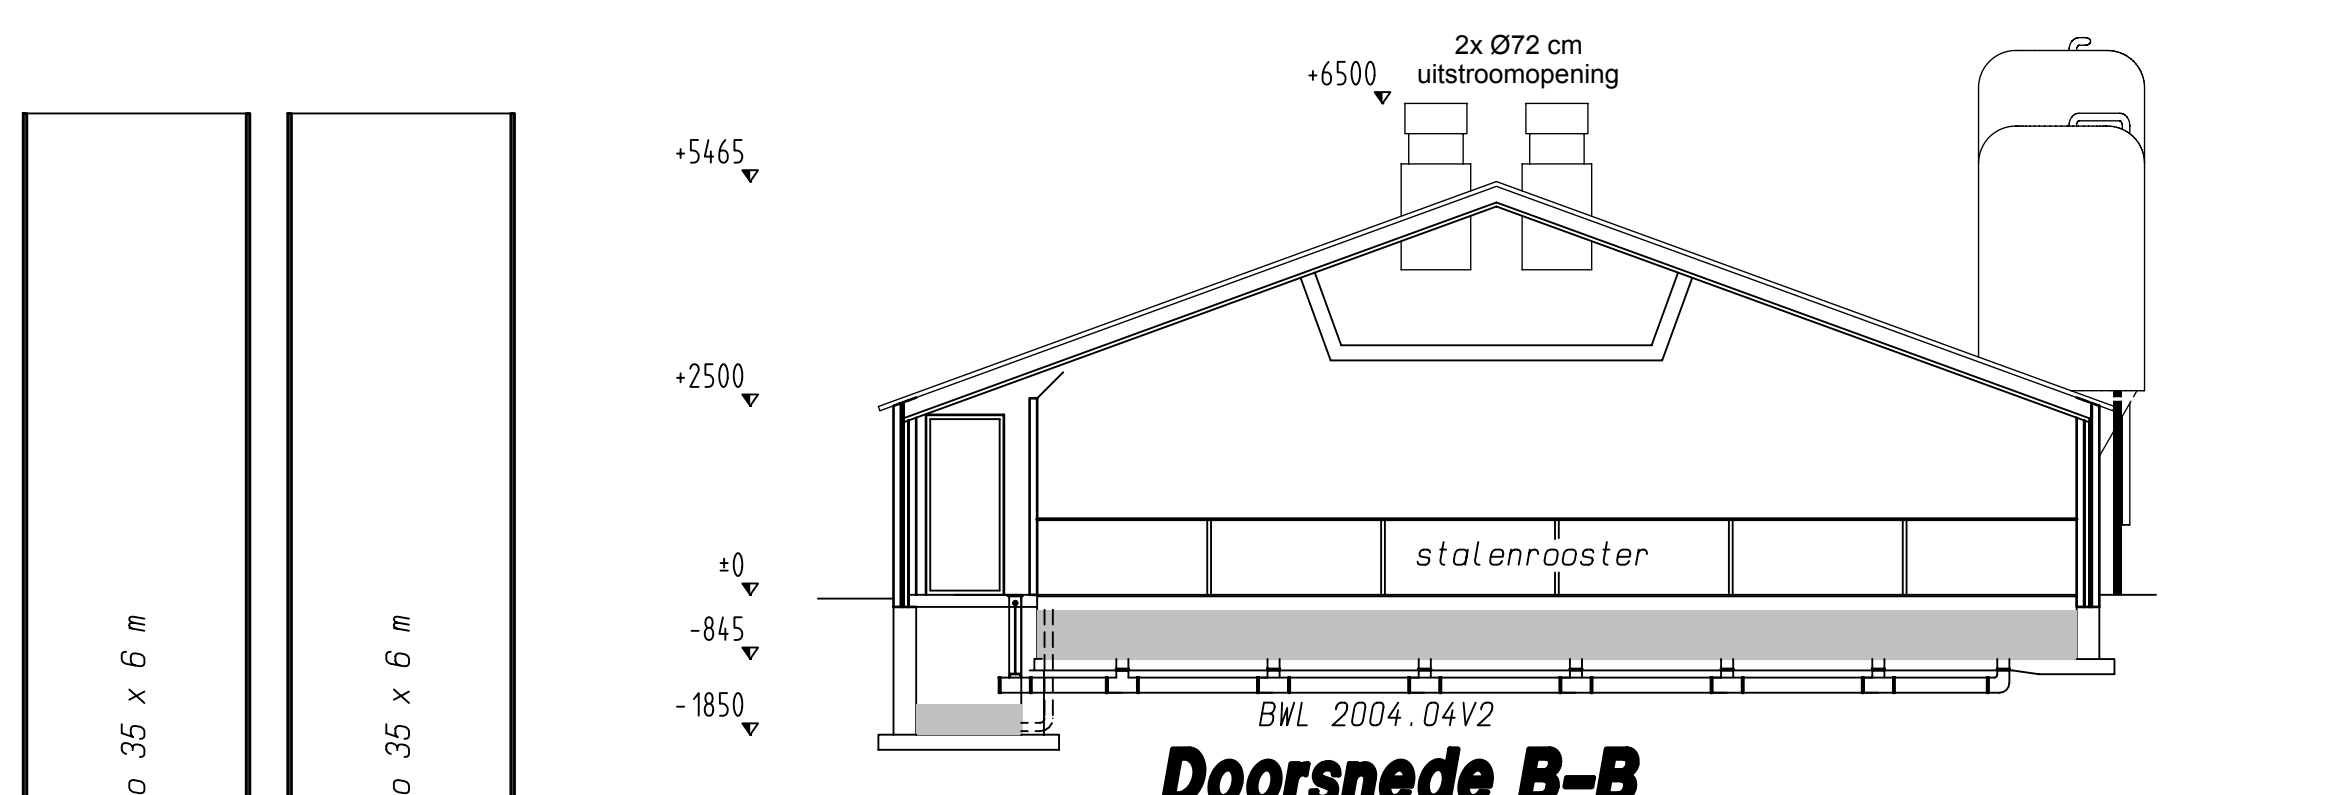 2x Ø72 cm
uitstroomopening
+6500
+5465
+2500
±0
-845
-1850
stalenrooster
BWL 2004.04V2
Doorsnede B-B
o 35 x 6 m
o 35 x 6 m